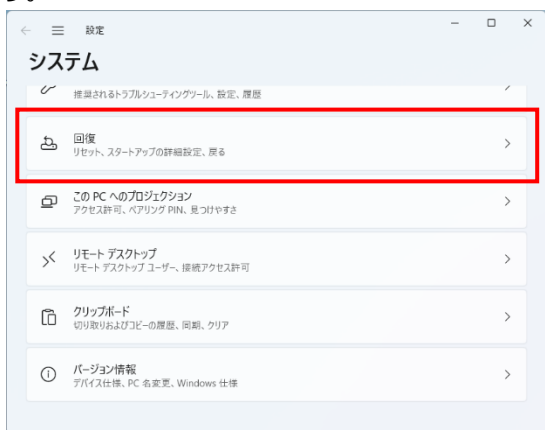 す。
設定
システム
推奨されるトラブルシューティングツール、設定、履歴
回復
リセット、スタートアップの詳細設定、戻る
この PC へのプロジェクション
アクセス許可、ペアリング PIN、見つけやすさ
リモート デスクトップ
リモート デスクトップ ユーザー、接続アクセス許可
クリップボード
切り取りおよびコピーの履歴、同期、クリア
バージョン情報
デバイス仕様、PC 名変更、Windows 仕様